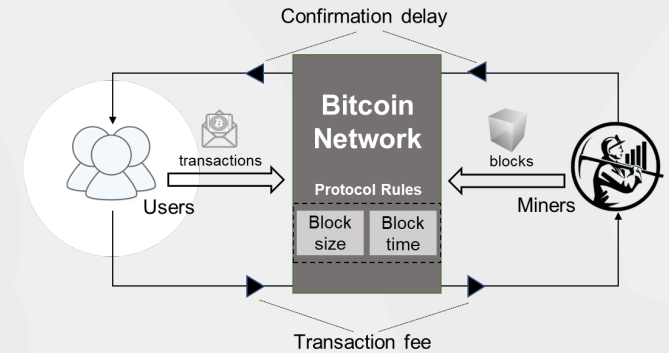 Confirmation delay
Bitcoin
Network
transactions
blocks
Protocol Rules
Users
Miners
Block
size
Block
time
Transaction fee